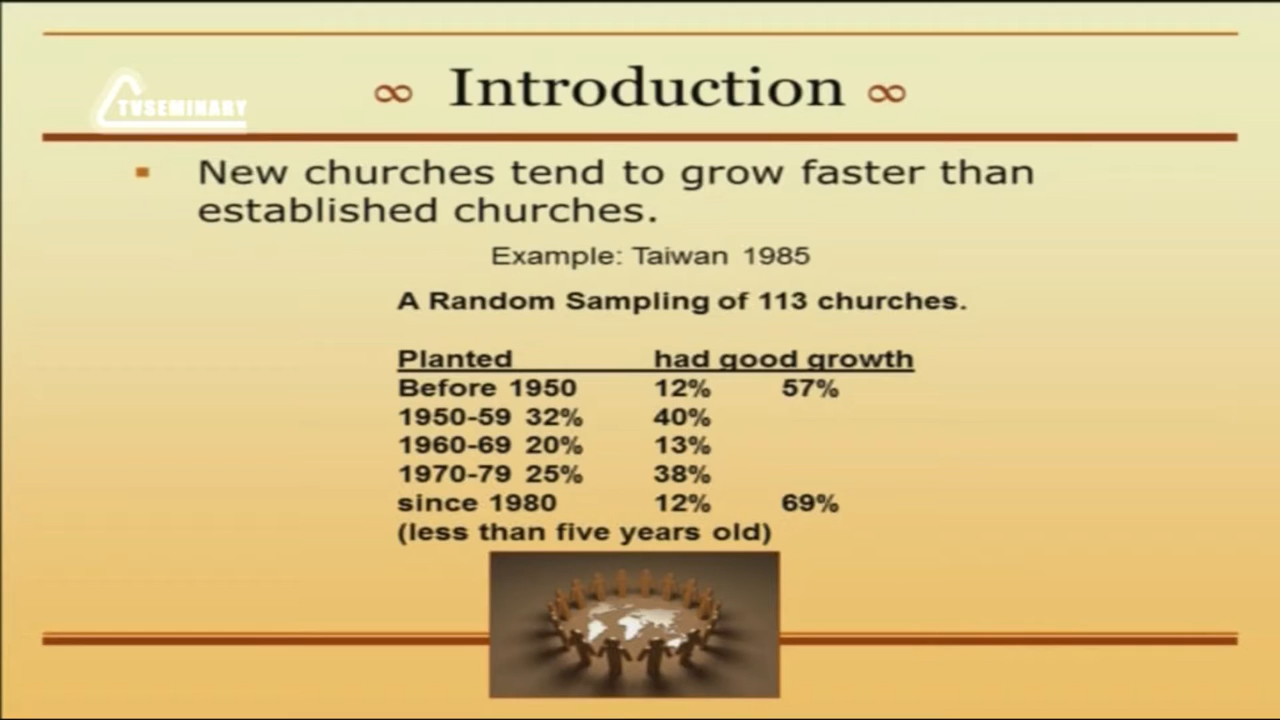 TVSEMINARY
∞ Introduction ∞
New churches tend to grow faster than
established churches.
Example: Taiwan 1985
A Random Sampling of 113 churches.
Planted had good growth
Before 1950 12% 57%
1950-59 32% 40%
1960-69 20% 13%
1970-79 25% 38%
since 1980 12% 69%
(less than five years old)